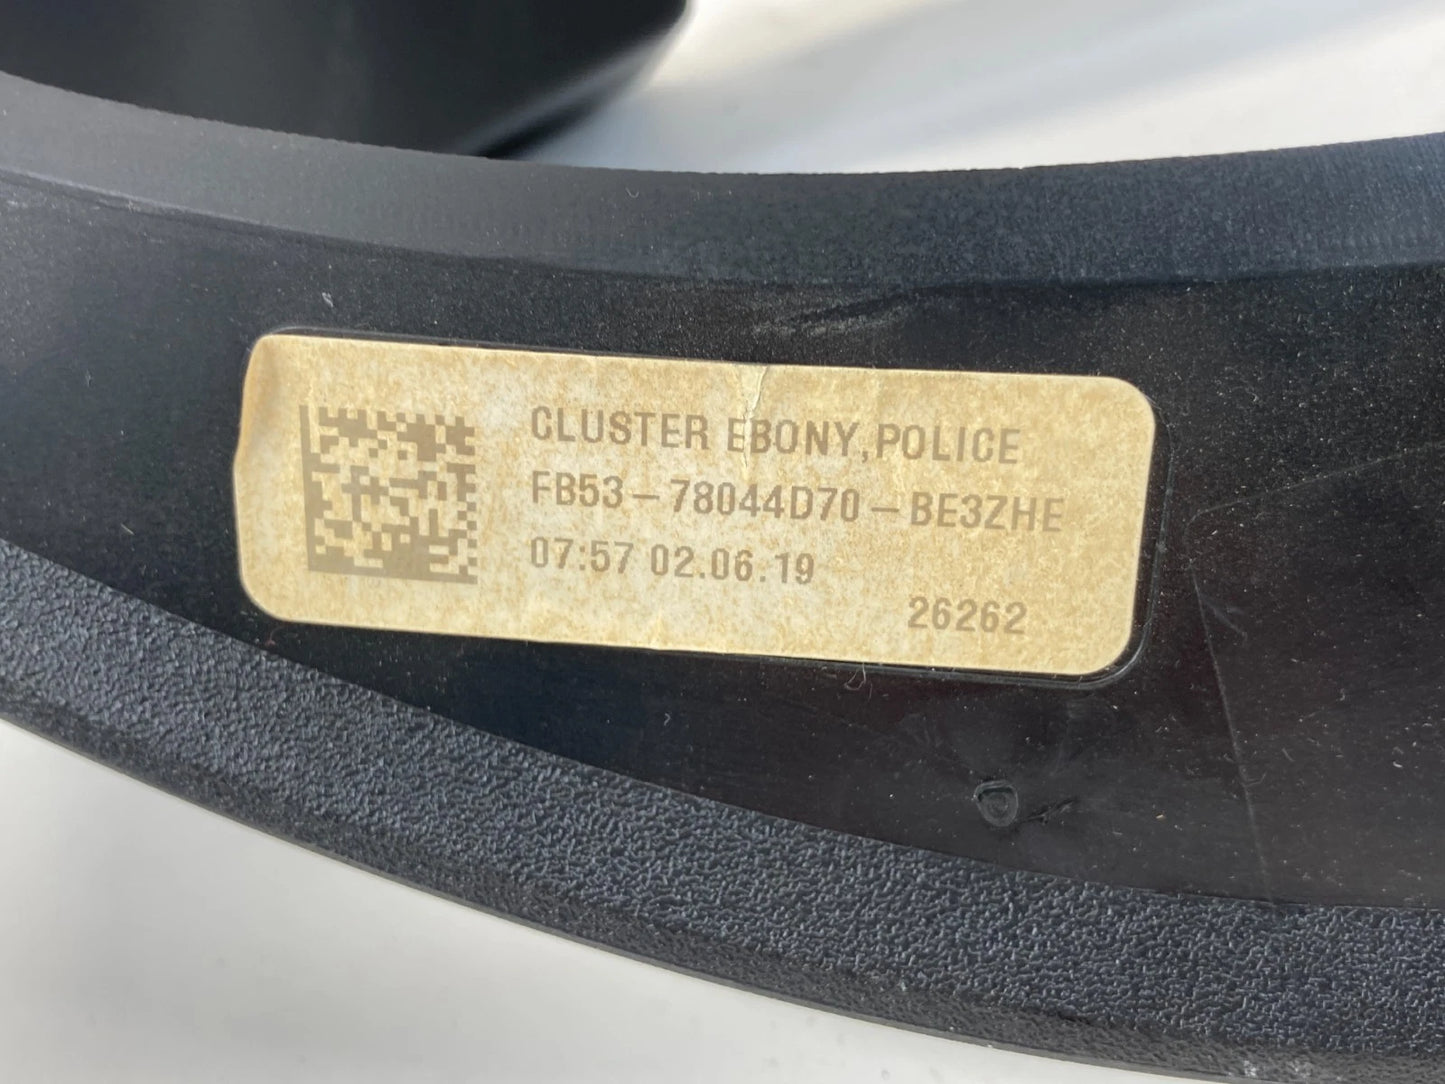 CLUSTER EBONY,POLICE
FB53-78044D70-BE3ZHE
07:57 02.06.19
26262